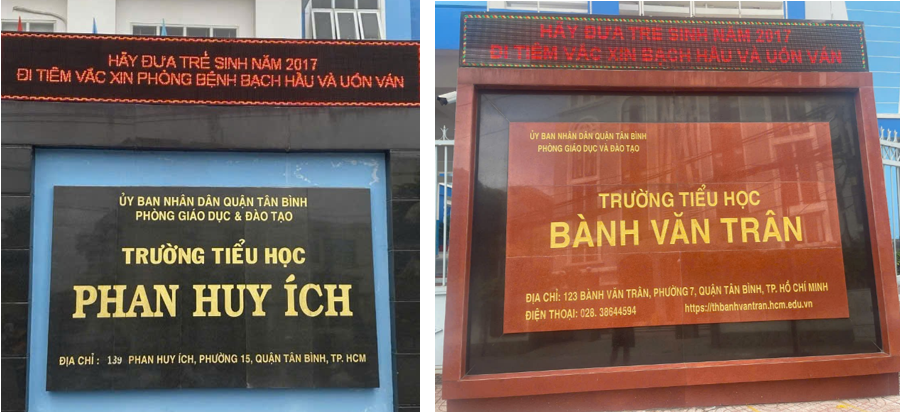 HÃY ĐƯA TRẺ SINH NĂM 2017
ĐI TIÊM VẮC XIN PHÒNG BỆNH BẠCH HẦU VÀ UỐN VÁN
ỦY BAN NHÂN DÂN QUẬN TÂN BÌNH
PHÒNG GIÁO DỤC & ĐÀO TẠO
TRƯỜNG TIỂU HỌC
PHAN HUY ÍCH
ĐỊA CHỈ : 139 PHAN HUY ÍCH, PHƯỜNG 15, QUẬN TÂN BÌNH, TP. HCM
HÃY ĐƯA TRẺ SINH NĂM 2017
ĐI TIÊM VẮC XIN BẠCH HẦU VÀ UỐN VÁN
ỦY BAN NHÂN DÂN QUẬN TÂN BÌNH
PHÒNG GIÁO DỤC VÀ ĐÀO TẠO
TRƯỜNG TIỂU HỌC
BÀNH VĂN TRÂN
ĐỊA CHỈ: 123 BÀNH VĂN TRÂN, PHƯỜNG 7, QUẬN TÂN BÌNH, TP. HỒ CHÍ MINH
ĐIỆN THOẠI: 028. 38644594 https://thbanhvantran.hcm.edu.vn